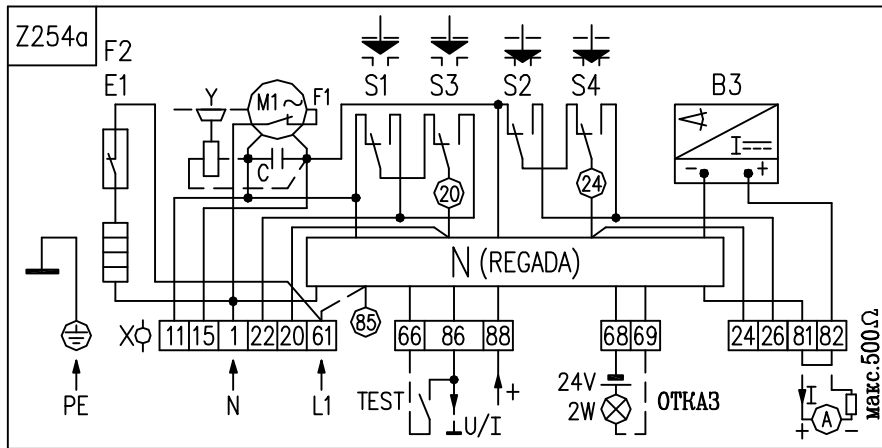 Z254a
F2
E1
Y
M1 ~
F1
C
S1
S3
S2
S4
B3
I
- +
20
24
N (REGADA)
85
X
11 15 1 22 20 61
66 86 88
68 69
24 26 81 82
PE
N
L1
TEST
U/I
+
24V
2W
ОТКАЗ
I
A
+ -
макс.500Ω